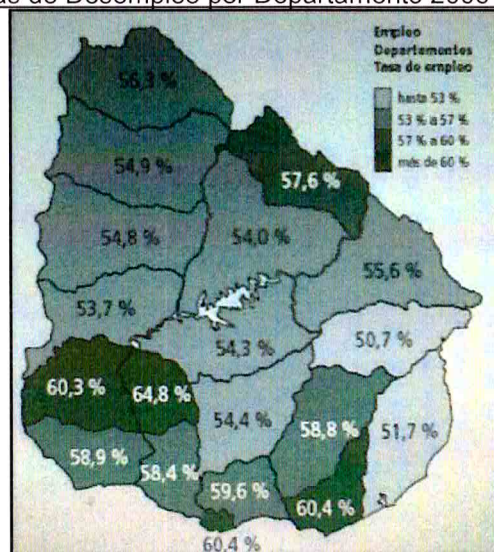 as de Desempleo por Departamento 2006
Empleo
Departamentos
Tasa de empleo
hasta 53 %
53 % a 57 %
57 % a 60 %
más de 60 %
56,3 %
54,9 %
57,6 %
54,8 %
54,0 %
55,6 %
53,7 %
54,3 %
50,7 %
60,3 %
64,8 %
54,4 %
58,8 %
51,7 %
58,9 %
58,4 %
59,6 %
60,4 %
60,4 %